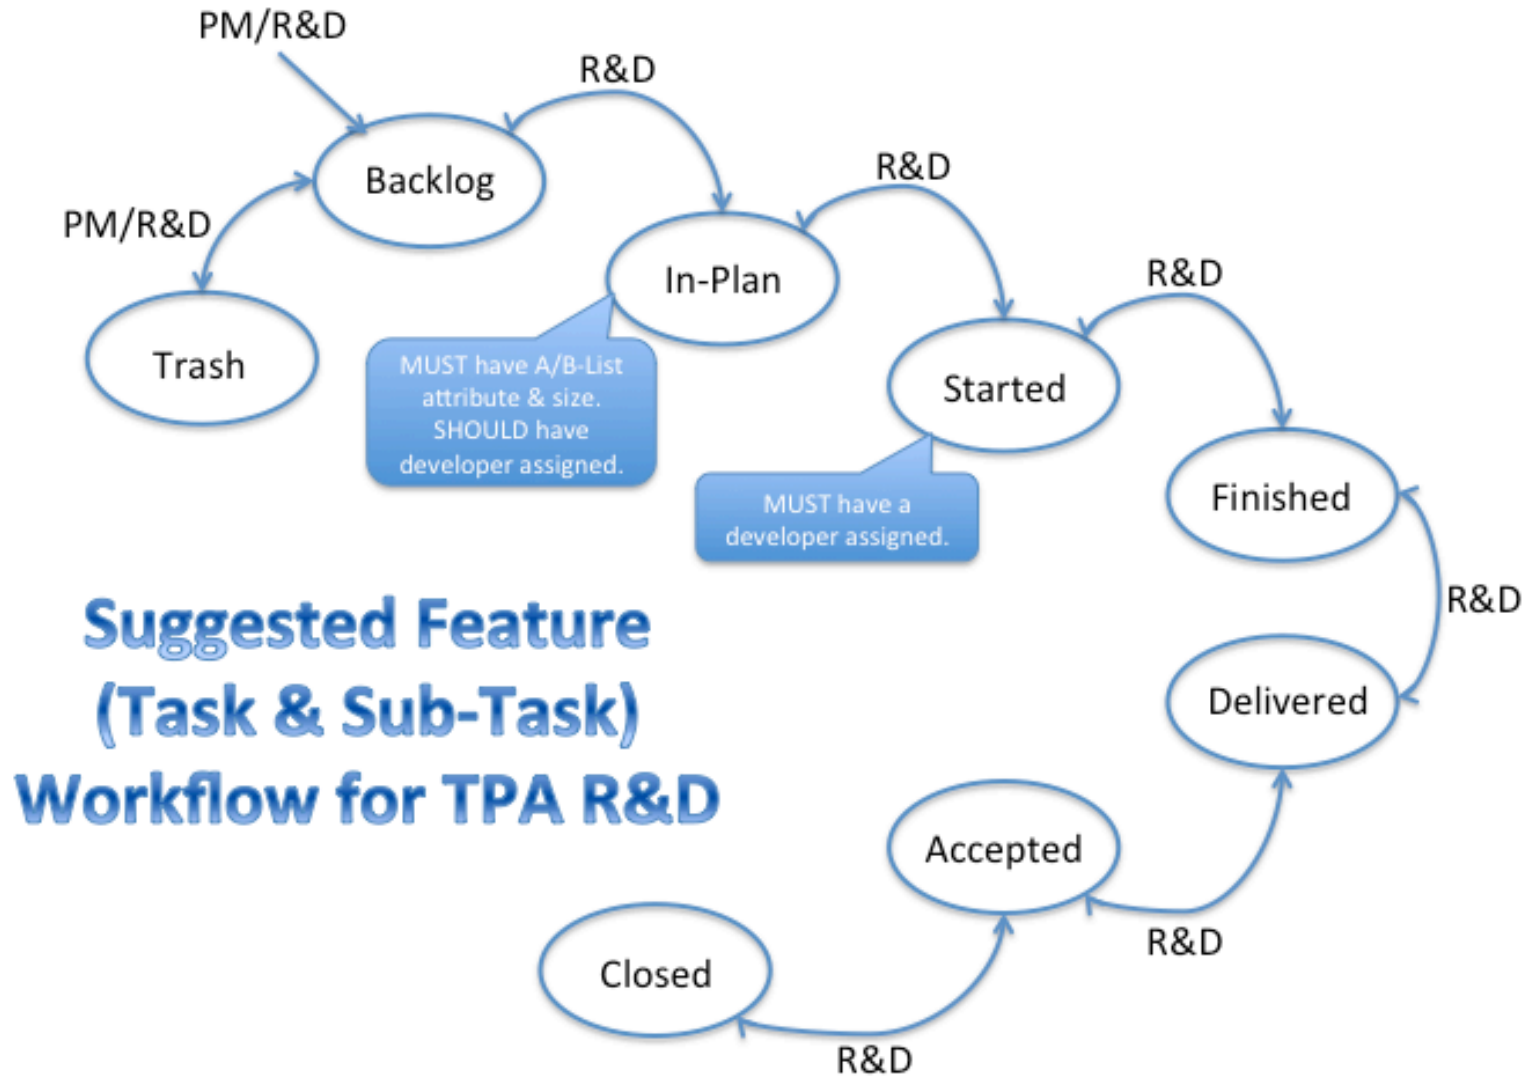 PM/R&D
R&D
Backlog
R&D
PM/R&D
In-Plan
R&D
Trash
MUST have A/B-List
attribute & size.
SHOULD have
developer assigned.
Started
MUST have a
developer assigned.
Finished
R&D
Suggested Feature
(Task & Sub-Task)
Workflow for TPA R&D
Delivered
Accepted
R&D
Closed
R&D